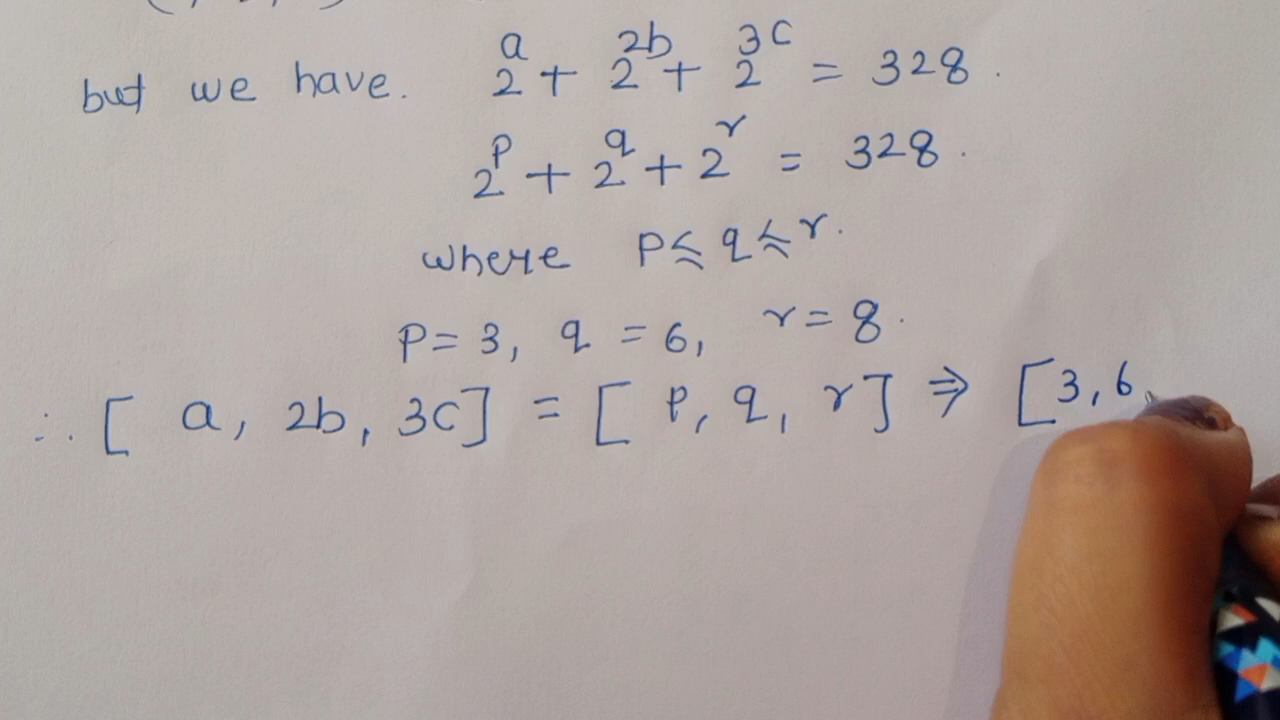 but we have. 2^a + 2^2b + 2^3c = 328.
2^p + 2^q + 2^r = 328.
where p ≤ q ≤ r.
p = 3, q = 6, r = 8.
∴ [ a, 2b, 3c ] = [ p, q, r ] ⇒ [ 3, 6,